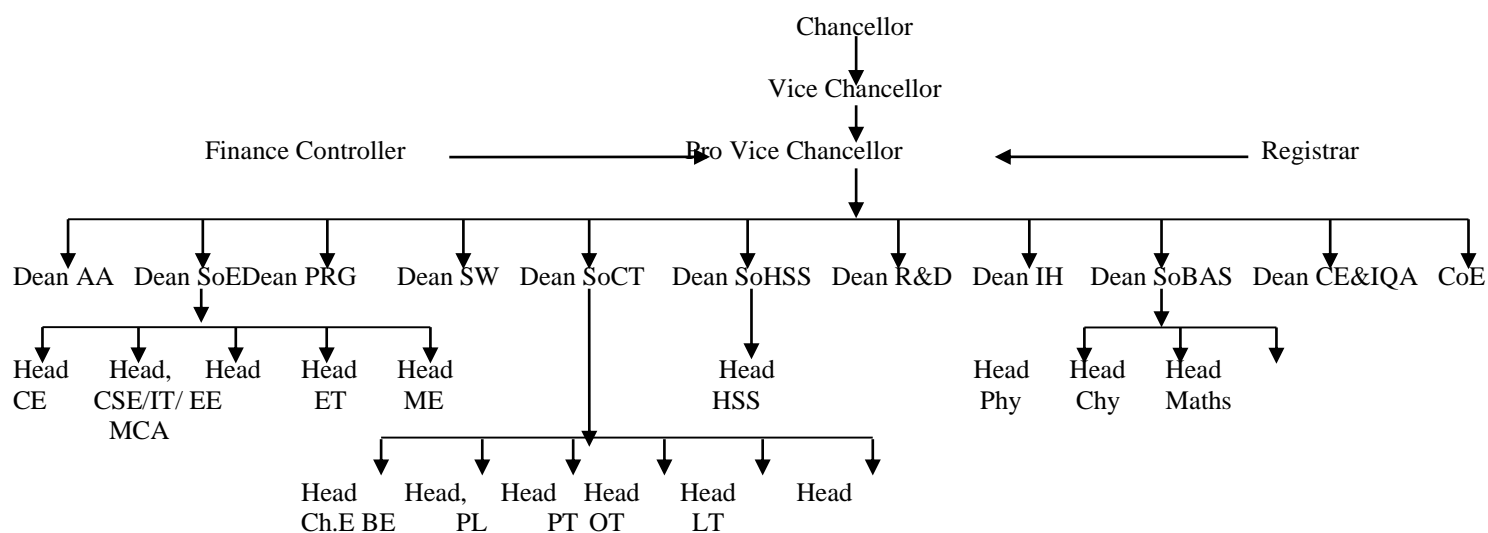 Chancellor
Vice Chancellor
Finance Controller Pro Vice Chancellor Registrar
Dean AA Dean SoEDean PRG Dean SW Dean SoCT Dean SoHSS Dean R&D Dean IH Dean SoBAS Dean CE&IQA CoE
Head Head, Head Head Head Head Head Head Head
CE CSE/IT/ EE ET ME HSS Phy Chy Maths
MCA
Head Head, Head Head Head Head
Ch.E BE PL PT OT LT